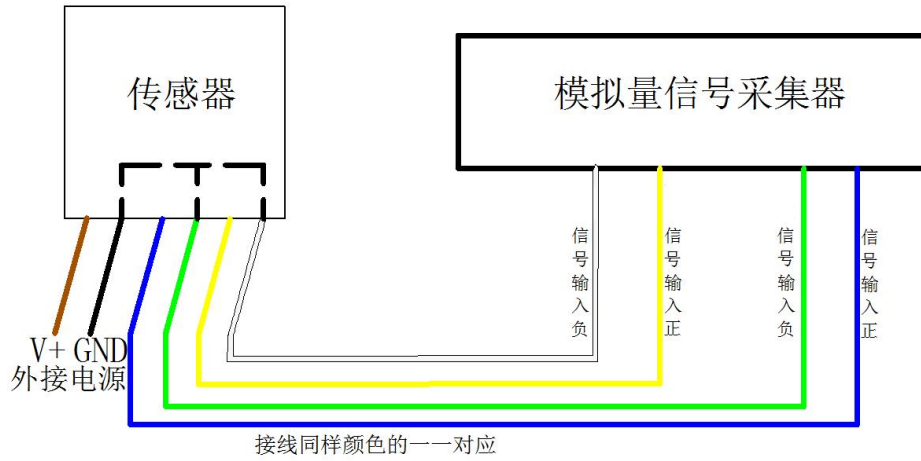 传感器
模拟量信号采集器
信号输入负
信号输入正
信号输入负
信号输入正
V+ GND
外接电源
接线同样颜色的一一对应